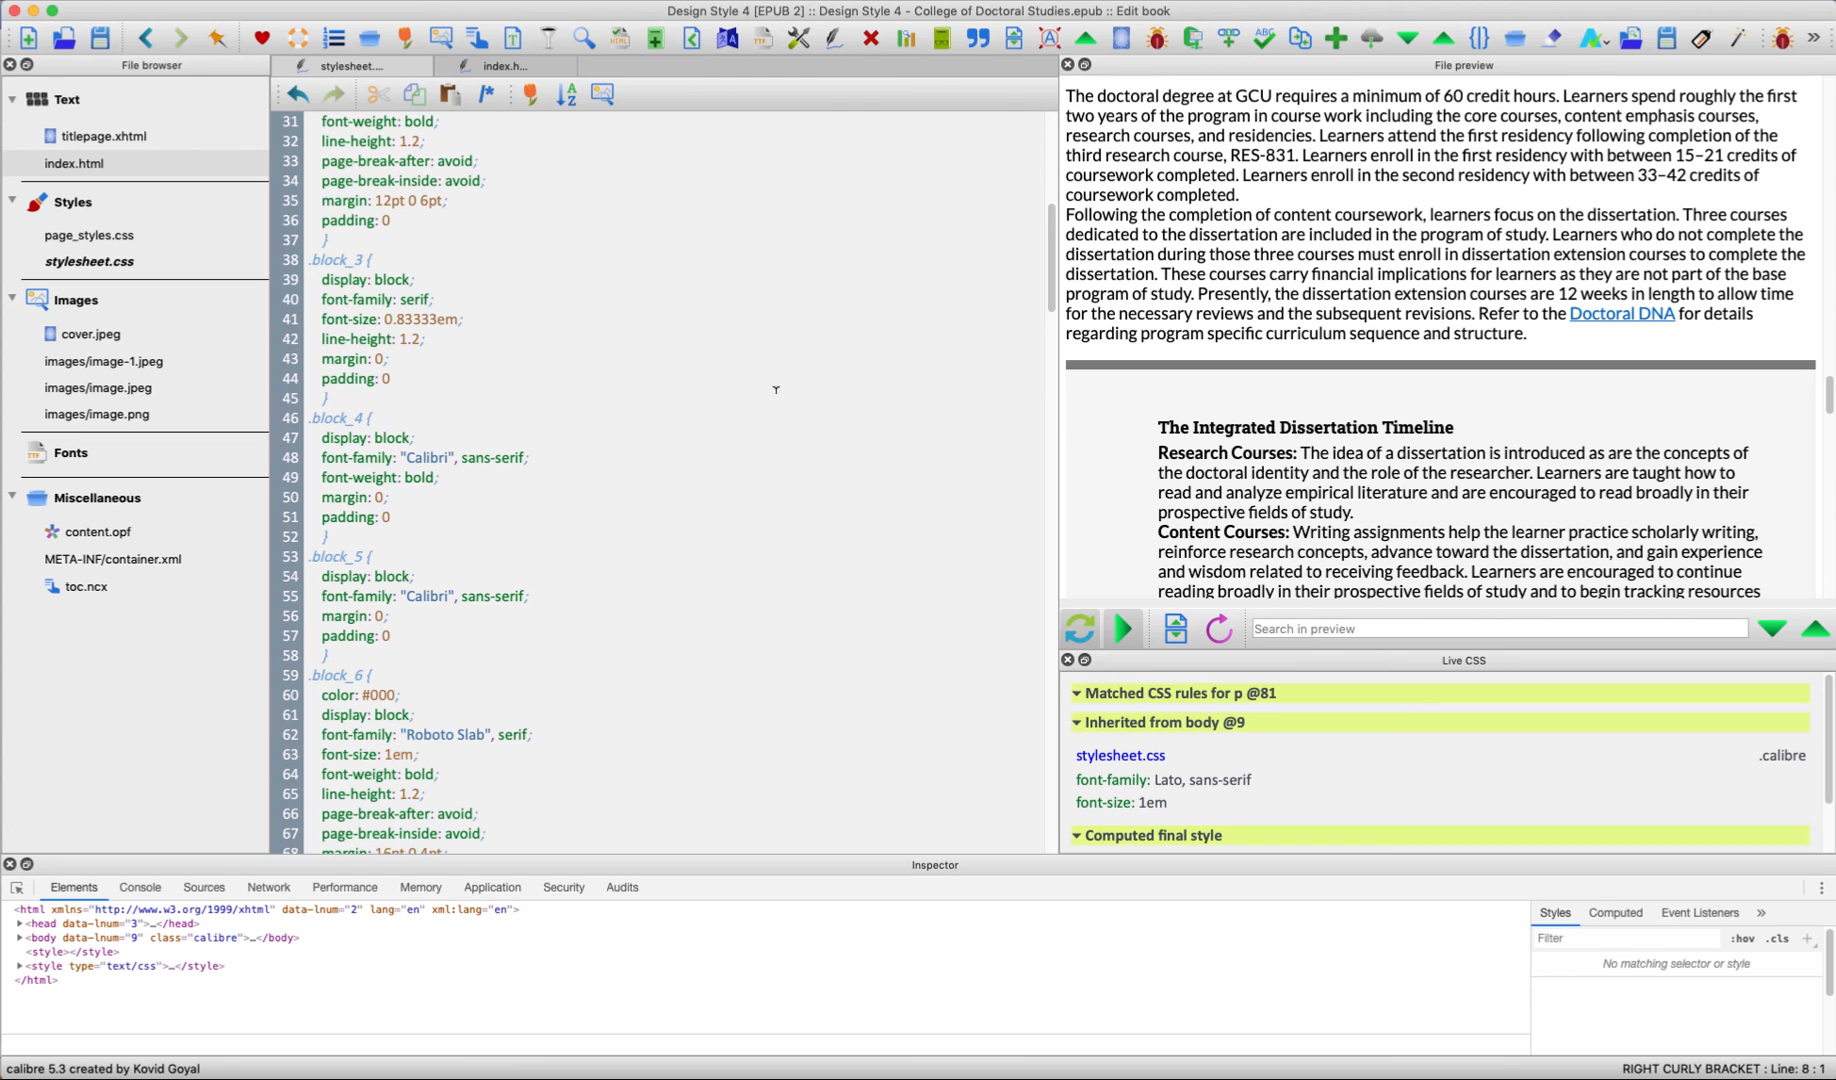 Design Style 4 [EPUB 2] :: Design Style 4 - College of Doctoral Studies.epub :: Edit book
File browser
Text
titlepage.xhtml
index.html
Styles
page_styles.css
stylesheet.css
Images
cover.jpeg
images/image-1.jpeg
images/image.jpeg
images/image.png
Fonts
Miscellaneous
content.opf
META-INF/container.xml
toc.ncx
stylesheet....
index.h...
31 font-weight: bold;
32 line-height: 1.2;
33 page-break-after: avoid;
34 page-break-inside: avoid;
35 margin: 12pt 0 6pt;
36 padding: 0
37 }
38 .block_3 {
39 display: block;
40 font-family: serif;
41 font-size: 0.83333em;
42 line-height: 1.2;
43 margin: 0;
44 padding: 0
45 }
46 .block_4 {
47 display: block;
48 font-family: "Calibri", sans-serif;
49 font-weight: bold;
50 margin: 0;
51 padding: 0
52 }
53 .block_5 {
54 display: block;
55 font-family: "Calibri", sans-serif;
56 margin: 0;
57 padding: 0
58 }
59 .block_6 {
60 color: #000;
61 display: block;
62 font-family: "Roboto Slab", serif;
63 font-size: 1em;
64 font-weight: bold;
65 line-height: 1.2;
66 page-break-after: avoid;
67 page-break-inside: avoid;
68 margin: 16pt 0 4pt;
File preview
The doctoral degree at GCU requires a minimum of 60 credit hours. Learners spend roughly the first
two years of the program in course work including the core courses, content emphasis courses,
research courses, and residencies. Learners attend the first residency following completion of the
third research course, RES-831. Learners enroll in the first residency with between 15–21 credits of
coursework completed. Learners enroll in the second residency with between 33–42 credits of
coursework completed.
Following the completion of content coursework, learners focus on the dissertation. Three courses
dedicated to the dissertation are included in the program of study. Learners who do not complete the
dissertation during those three courses must enroll in dissertation extension courses to complete the
dissertation. These courses carry financial implications for learners as they are not part of the base
program of study. Presently, the dissertation extension courses are 12 weeks in length to allow time
for the necessary reviews and the subsequent revisions. Refer to the Doctoral DNA for details
regarding program specific curriculum sequence and structure.
The Integrated Dissertation Timeline
Research Courses: The idea of a dissertation is introduced as are the concepts of
the doctoral identity and the role of the researcher. Learners are taught how to
read and analyze empirical literature and are encouraged to read broadly in their
prospective fields of study.
Content Courses: Writing assignments help the learner practice scholarly writing,
reinforce research concepts, advance toward the dissertation, and gain experience
and wisdom related to receiving feedback. Learners are encouraged to continue
reading broadly in their prospective fields of study and to begin tracking resources
Search in preview
Live CSS
Matched CSS rules for p @81
Inherited from body @9
stylesheet.css .calibre
font-family: Lato, sans-serif
font-size: 1em
Computed final style
Inspector
Elements Console Sources Network Performance Memory Application Security Audits
<html xmlns="http://www.w3.org/1999/xhtml" data-lnum="2" lang="en" xml:lang="en">
<head data-lnum="3">…</head>
<body data-lnum="9" class="calibre">…</body>
<style></style>
<style type="text/css">…</style>
</html>
Styles Computed Event Listeners »
Filter :hov .cls +
No matching selector or style
calibre 5.3 created by Kovid Goyal
RIGHT CURLY BRACKET : Line: 8 : 1